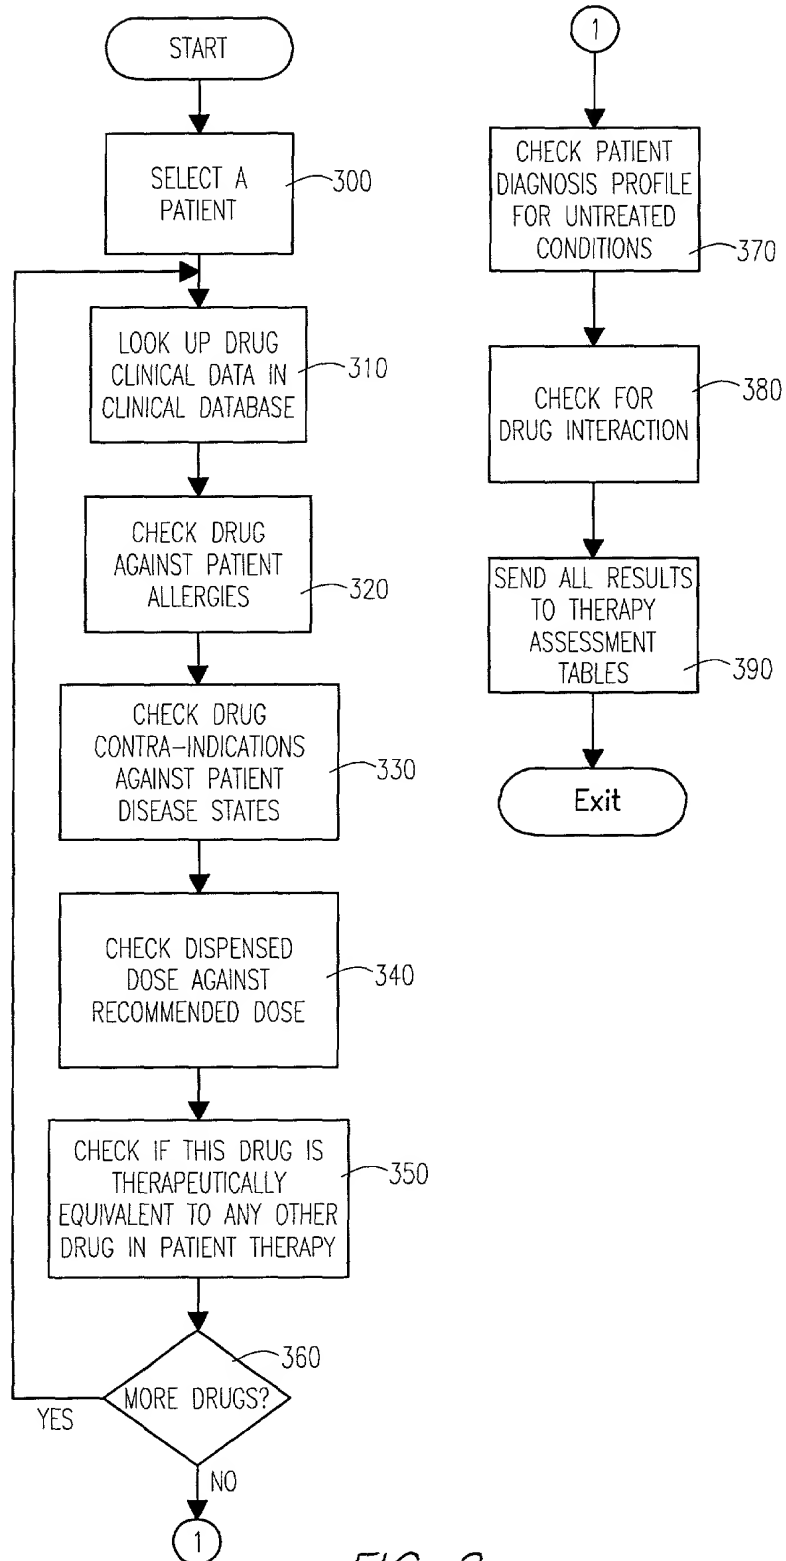 START
SELECT A
PATIENT
300
LOOK UP DRUG
CLINICAL DATA IN
CLINICAL DATABASE
310
CHECK DRUG
AGAINST PATIENT
ALLERGIES
320
CHECK DRUG
CONTRA-INDICATIONS
AGAINST PATIENT
DISEASE STATES
330
CHECK DISPENSED
DOSE AGAINST
RECOMMENDED DOSE
340
CHECK IF THIS DRUG IS
THERAPEUTICALLY
EQUIVALENT TO ANY OTHER
DRUG IN PATIENT THERAPY
350
360
MORE DRUGS?
YES
NO
1
1
CHECK PATIENT
DIAGNOSIS PROFILE
FOR UNTREATED
CONDITIONS
370
CHECK FOR
DRUG INTERACTION
380
SEND ALL RESULTS
TO THERAPY
ASSESSMENT
TABLES
390
Exit